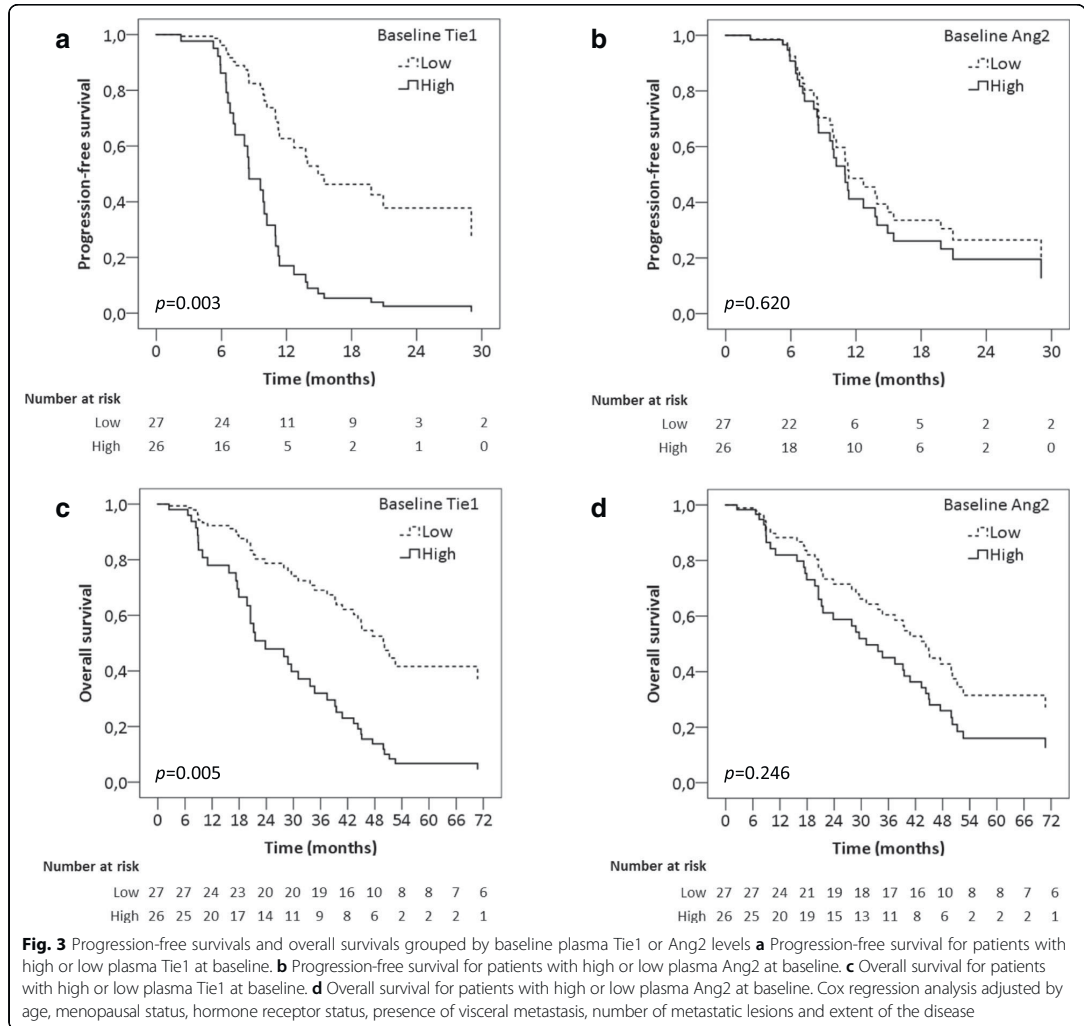 a
Baseline Tie1
Low
High
Progression-free survival
1,0
0,8
0,6
0,4
0,2
0,0
p=0.003
0 6 12 18 24 30
Time (months)
Number at risk
Low 27 24 11 9 3 2
High 26 16 5 2 1 0
b
Baseline Ang2
Low
High
Progression-free survival
1,0
0,8
0,6
0,4
0,2
0,0
p=0.620
0 6 12 18 24 30
Time (months)
Number at risk
Low 27 22 6 5 2 2
High 26 18 10 6 2 0
c
Baseline Tie1
Low
High
Overall survival
1,0
0,8
0,6
0,4
0,2
0,0
p=0.005
0 6 12 18 24 30 36 42 48 54 60 66 72
Time (months)
Number at risk
Low 27 27 24 23 20 20 19 16 10 8 8 7 6
High 26 25 20 17 14 11 9 8 6 2 2 2 1
d
Baseline Ang2
Low
High
Overall survival
1,0
0,8
0,6
0,4
0,2
0,0
p=0.246
0 6 12 18 24 30 36 42 48 54 60 66 72
Time (months)
Number at risk
Low 27 27 24 21 19 18 17 16 10 8 8 7 6
High 26 25 20 19 15 13 11 8 6 2 2 2 1
Fig. 3 Progression-free survivals and overall survivals grouped by baseline plasma Tie1 or Ang2 levels a Progression-free survival for patients with
high or low plasma Tie1 at baseline. b Progression-free survival for patients with high or low plasma Ang2 at baseline. c Overall survival for patients
with high or low plasma Tie1 at baseline. d Overall survival for patients with high or low plasma Ang2 at baseline. Cox regression analysis adjusted by
age, menopausal status, hormone receptor status, presence of visceral metastasis, number of metastatic lesions and extent of the disease